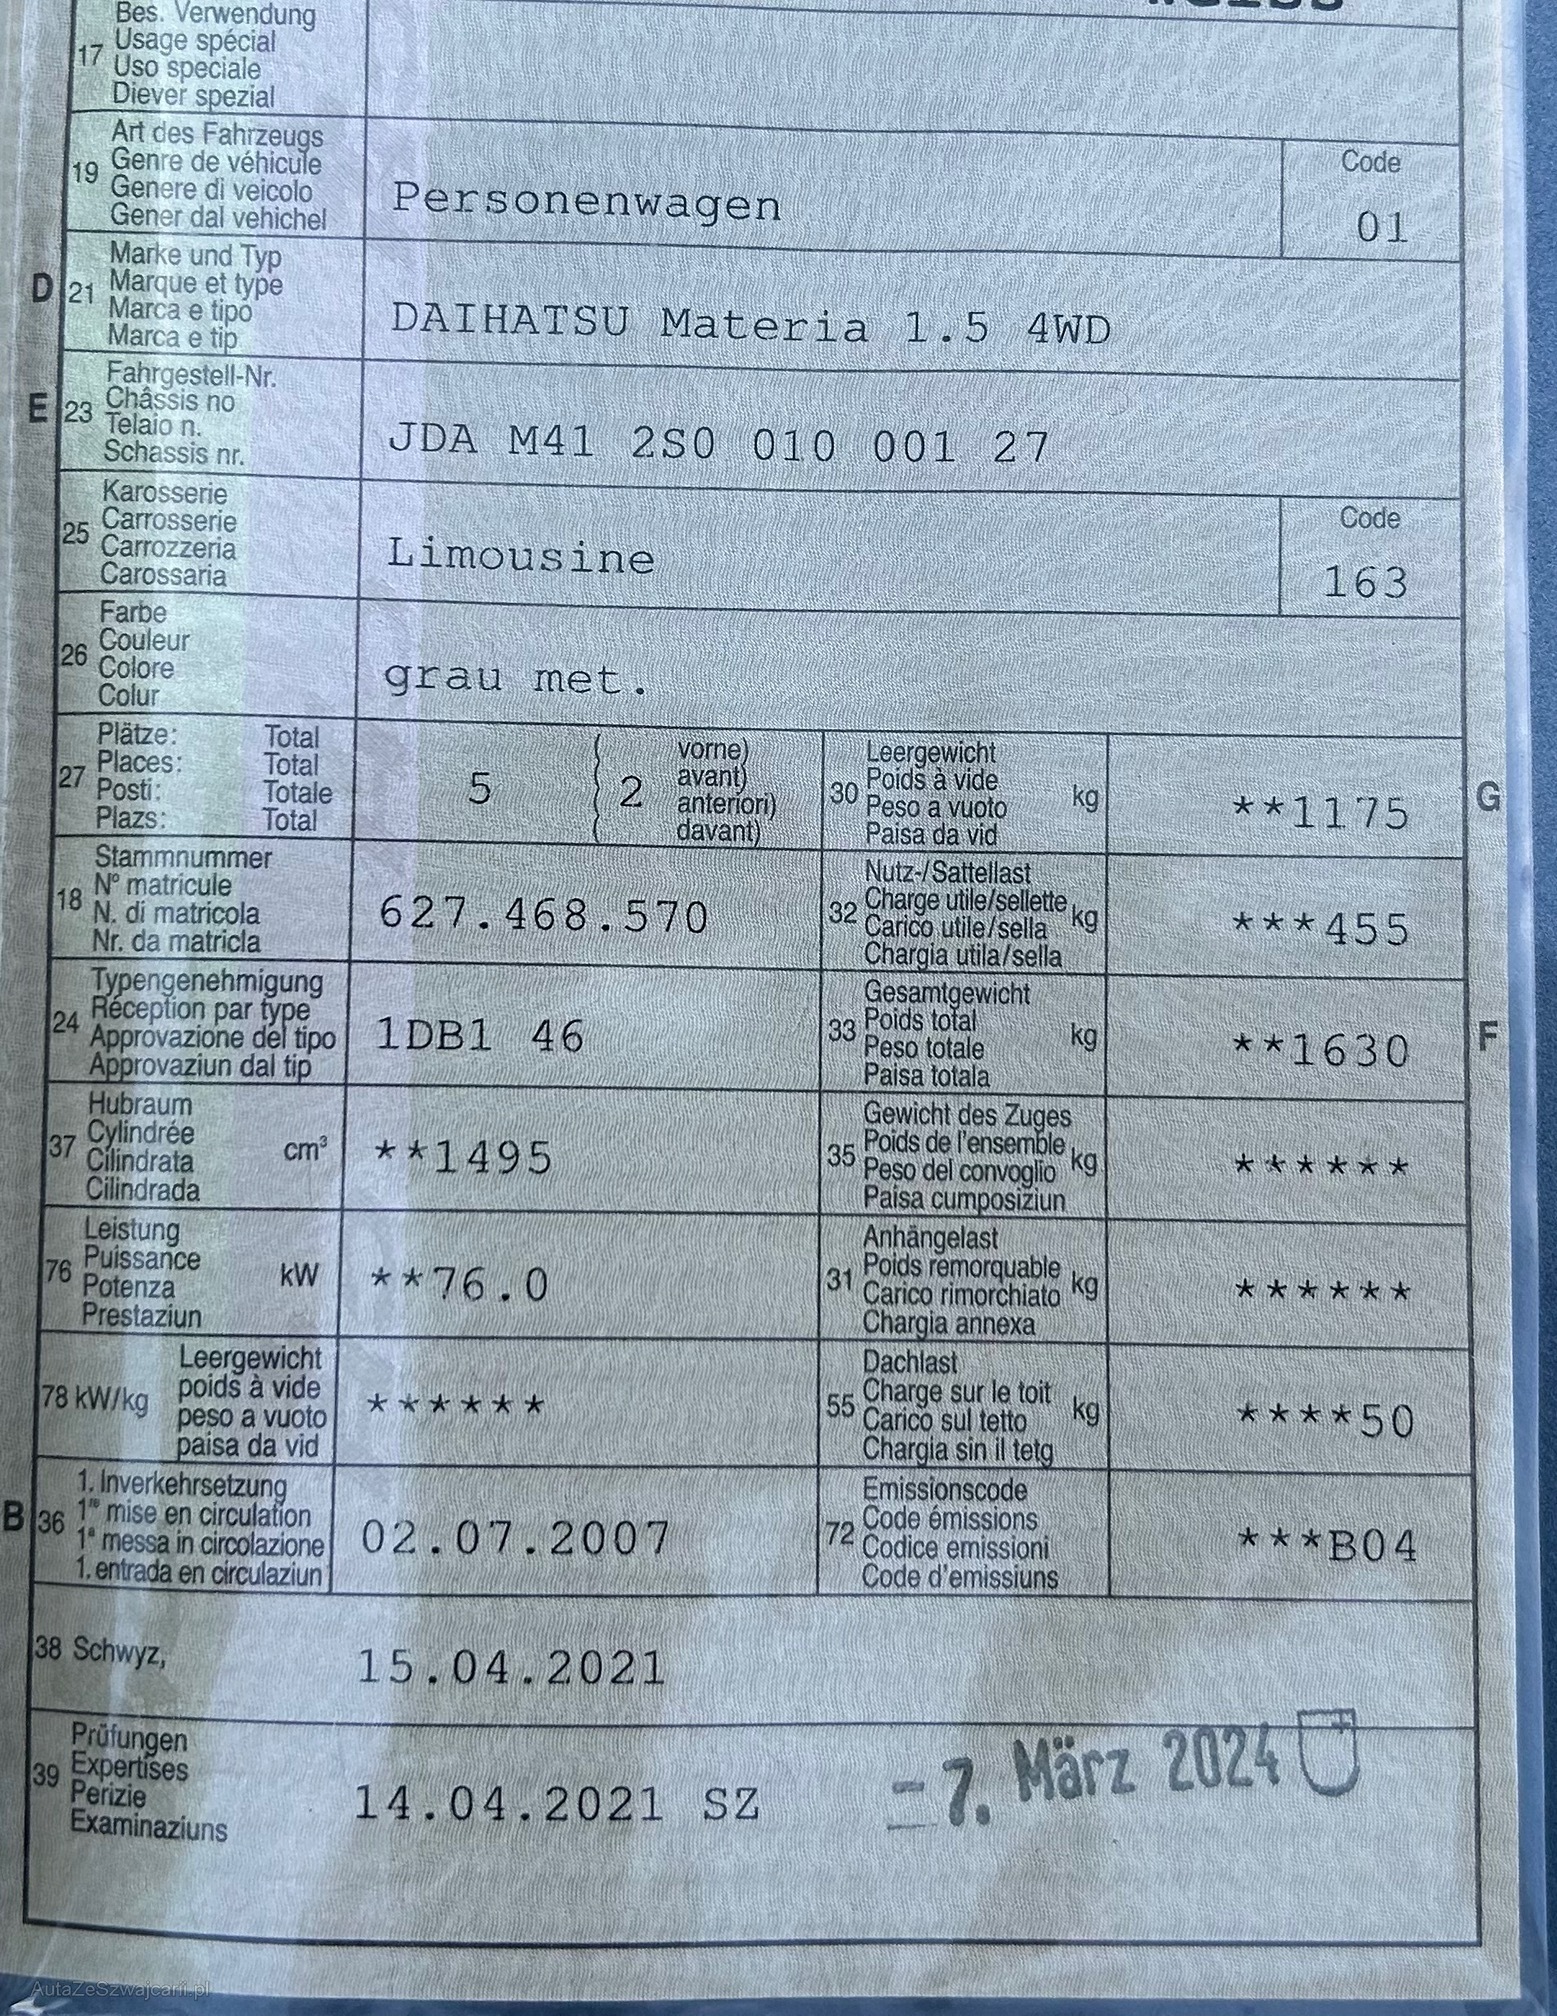 Bes. Verwendung
17 Usage spécial
Uso speciale
Diever spezial
Art des Fahrzeugs
19 Genre de véhicule
Genere di veicolo
Gener dal vehichel
Personenwagen
Code
01
Marke und Typ
D 21 Marque et type
Marca e tipo
Marca e tip
DAIHATSU Materia 1.5 4WD
Fahrgestell-Nr.
E 23 Châssis no
Telaio n.
Schassis nr.
JDA M41 2S0 010 001 27
Karosserie
25 Carrosserie
Carrozzeria
Carossaria
Limousine
Code
163
Farbe
26 Couleur
Colore
Colur
grau met.
Plätze: Total
27 Places: Total
Posti: Totale
Plazs: Total
5 ( 2 vorne)
avant)
anteriori)
( davant)
Leergewicht
30 Poids à vide kg
Peso a vuoto
Paisa da vid
**1175 G
Stammnummer
18 N° matricule
N. di matricola
Nr. da matricla
627.468.570
Nutz-/Sattellast
32 Charge utile/sellette kg
Carico utile/sella
Chargia utila/sella
***455
Typengenehmigung
24 Réception par type
Approvazione del tipo
Approvaziun dal tip
1DB1 46
Gesamtgewicht
33 Poids total kg
Peso totale
Paisa totala
**1630 F
Hubraum
37 Cylindrée cm³
Cilindrata
Cilindrada
**1495
Gewicht des Zuges
35 Poids de l'ensemble kg
Peso del convoglio
Paisa cumposiziun
******
Leistung
76 Puissance kW
Potenza
Prestaziun
**76.0
Anhängelast
31 Poids remorquable kg
Carico rimorchiato
Chargia annexa
******
Leergewicht
78 kW/kg poids à vide
peso a vuoto
paisa da vid
******
Dachlast
55 Charge sur le toit kg
Carico sul tetto
Chargia sin il tetg
****50
1. Inverkehrsetzung
B 36 1re mise en circulation
1a messa in circolazione
1. entrada en circulaziun
02.07.2007
Emissionscode
72 Code émissions
Codice emissioni
Code d'emissiuns
***B04
38 Schwyz, 15.04.2021
Prüfungen
39 Expertises
Perizie
Examinaziuns
14.04.2021 SZ
–7. März 2024
AutaZeSzwajcarii.pl